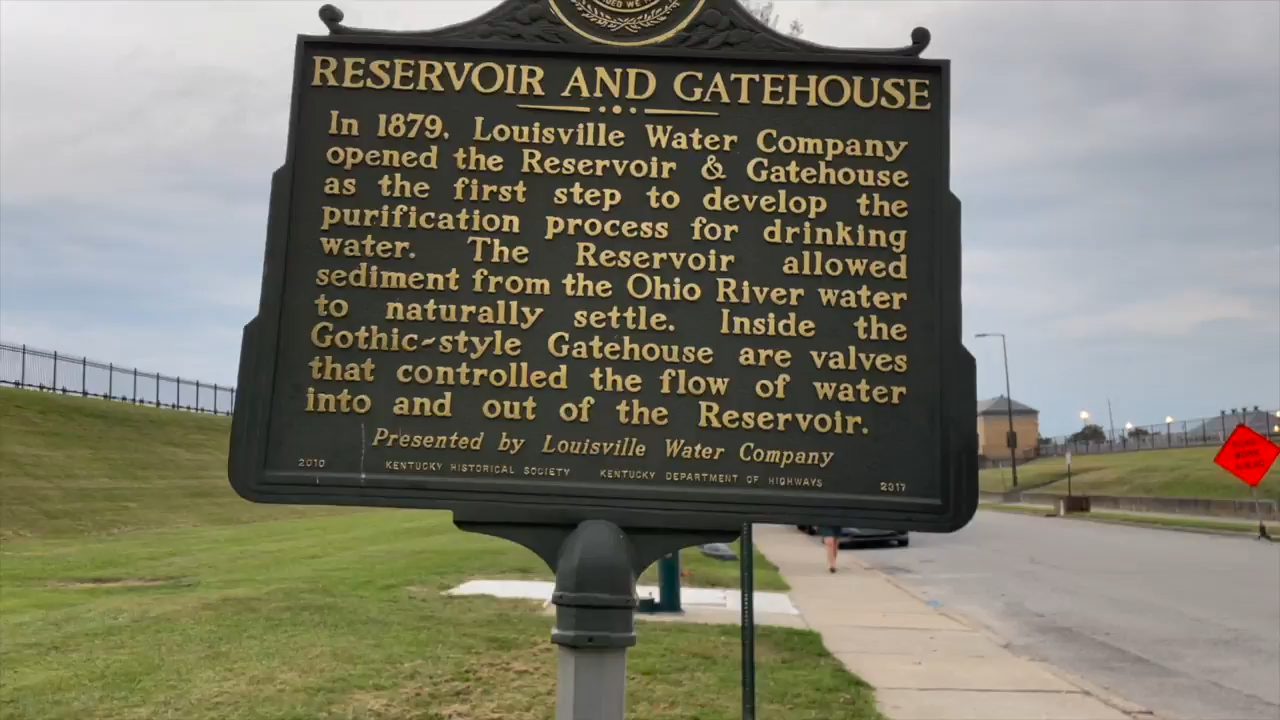 RESERVOIR AND GATEHOUSE
In 1879, Louisville Water Company
opened the Reservoir & Gatehouse
as the first step to develop the
purification process for drinking
water. The Reservoir allowed
sediment from the Ohio River water
to naturally settle. Inside the
Gothic-style Gatehouse are valves
that controlled the flow of water
into and out of the Reservoir.
Presented by Louisville Water Company
2010 KENTUCKY HISTORICAL SOCIETY KENTUCKY DEPARTMENT OF HIGHWAYS 2017
ROAD
WORK
AHEAD